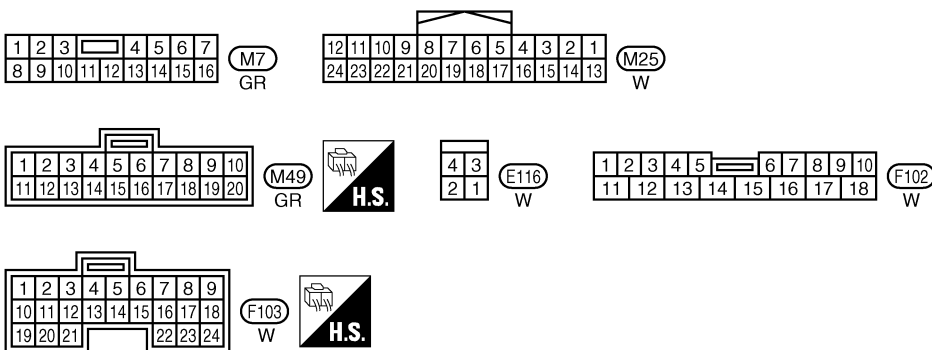 1 2 3 4 5 6 7
8 9 10 11 12 13 14 15 16
M7
GR
12 11 10 9 8 7 6 5 4 3 2 1
24 23 22 21 20 19 18 17 16 15 14 13
M25
W
1 2 3 4 5 6 7 8 9 10
11 12 13 14 15 16 17 18 19 20
M49
GR
H.S.
4 3
2 1
E116
W
1 2 3 4 5 6 7 8 9 10
11 12 13 14 15 16 17 18
F102
W
1 2 3 4 5 6 7 8 9
10 11 12 13 14 15 16 17 18
19 20 21 22 23 24
F103
W
H.S.